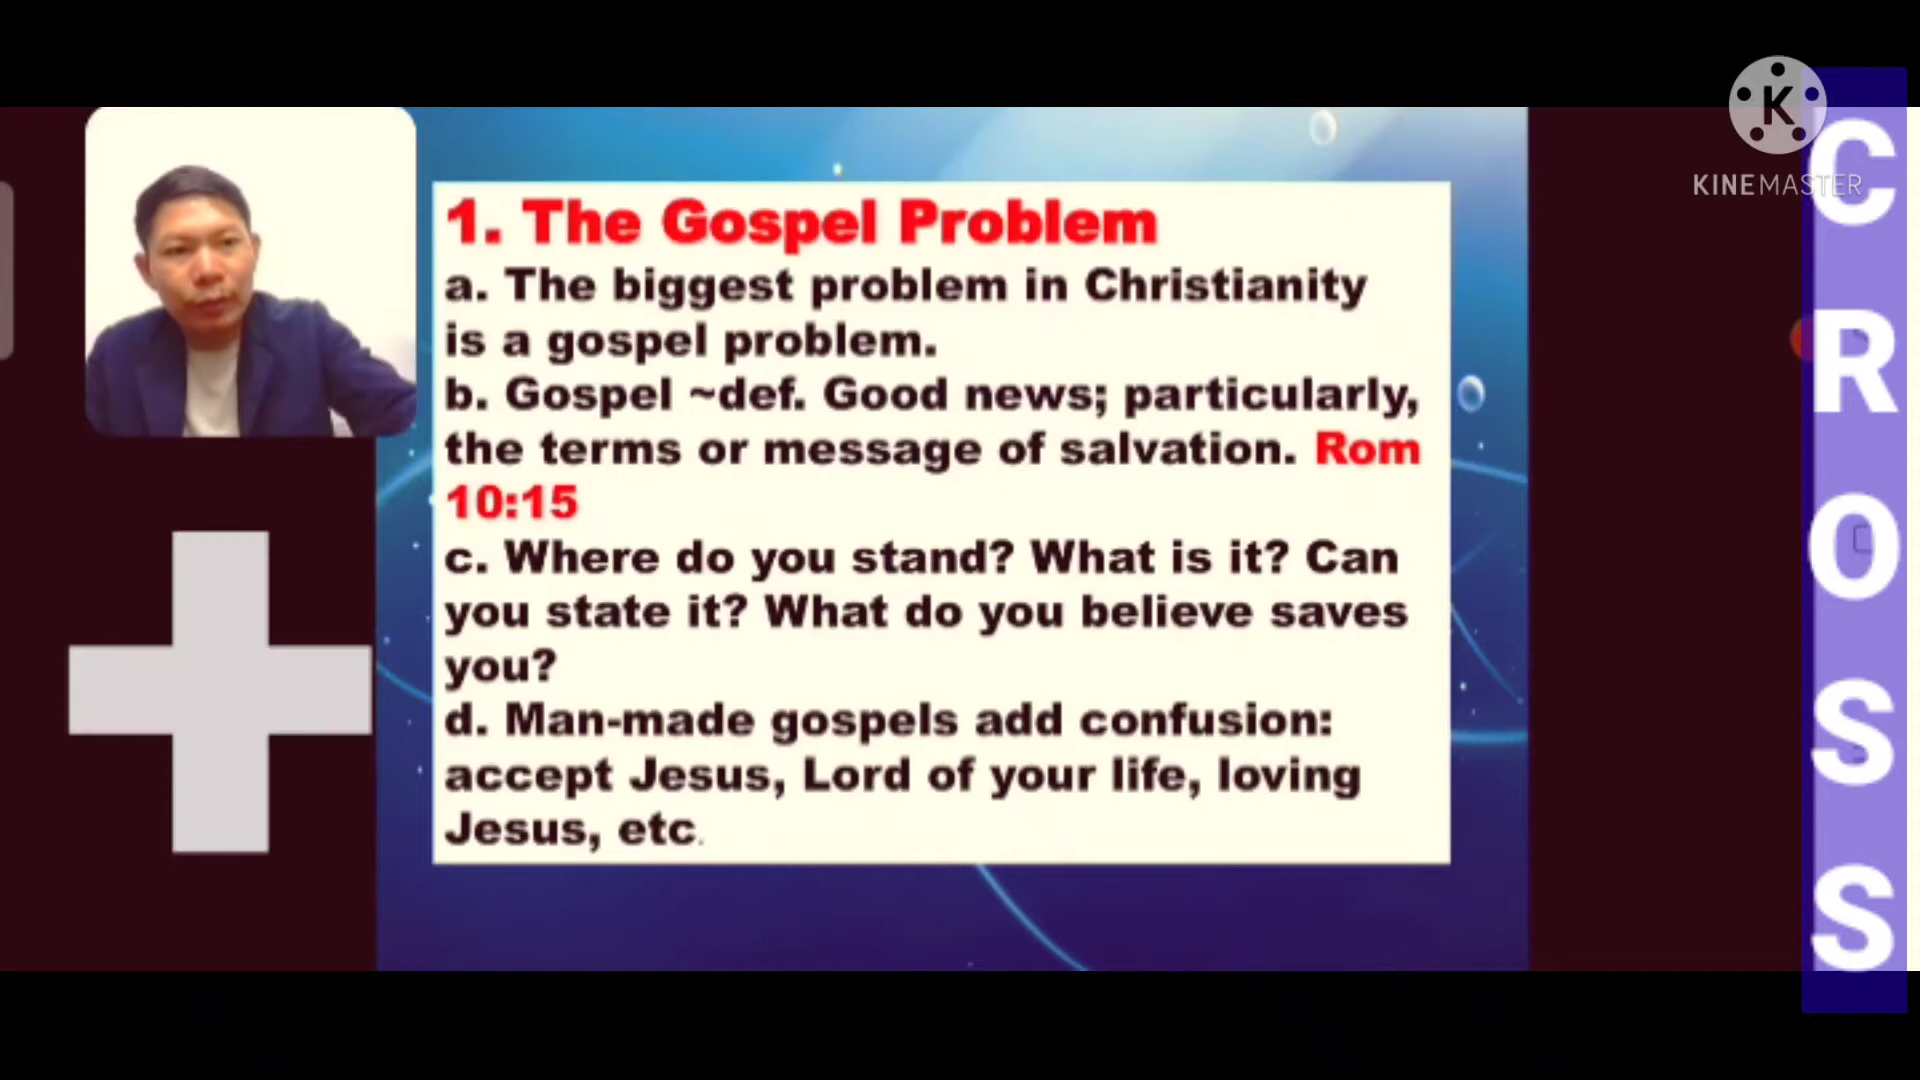 1. The Gospel Problem
a. The biggest problem in Christianity
is a gospel problem.
b. Gospel ~def. Good news; particularly,
the terms or message of salvation. Rom
10:15
c. Where do you stand? What is it? Can
you state it? What do you believe saves
you?
d. Man-made gospels add confusion:
accept Jesus, Lord of your life, loving
Jesus, etc.
K
KINEMASTER
CROSS